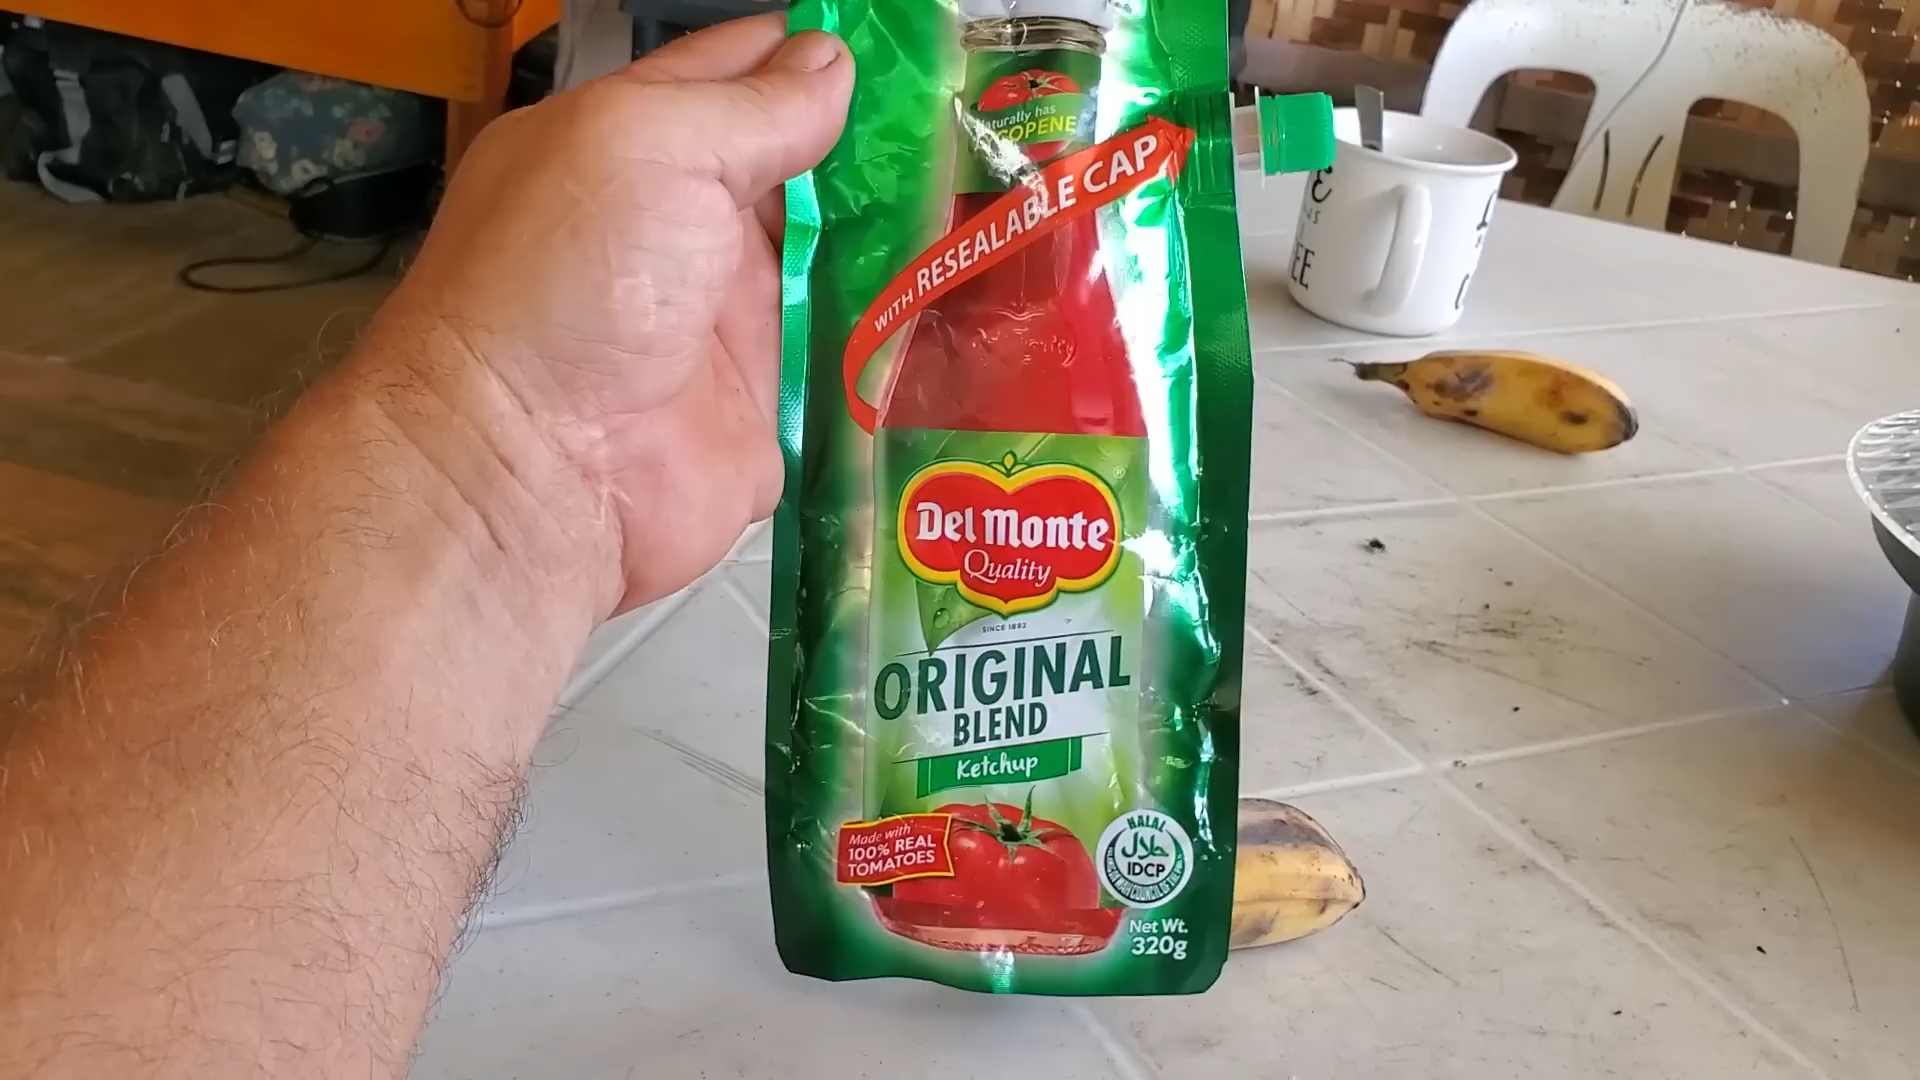 Naturally has
WITH RESEALABLE CAP
Del Monte
Quality
®
SINCE 1892
ORIGINAL
BLEND
Ketchup
Made with
100% REAL
TOMATOES
HALAL
حلال
IDCP
Net Wt.
320g